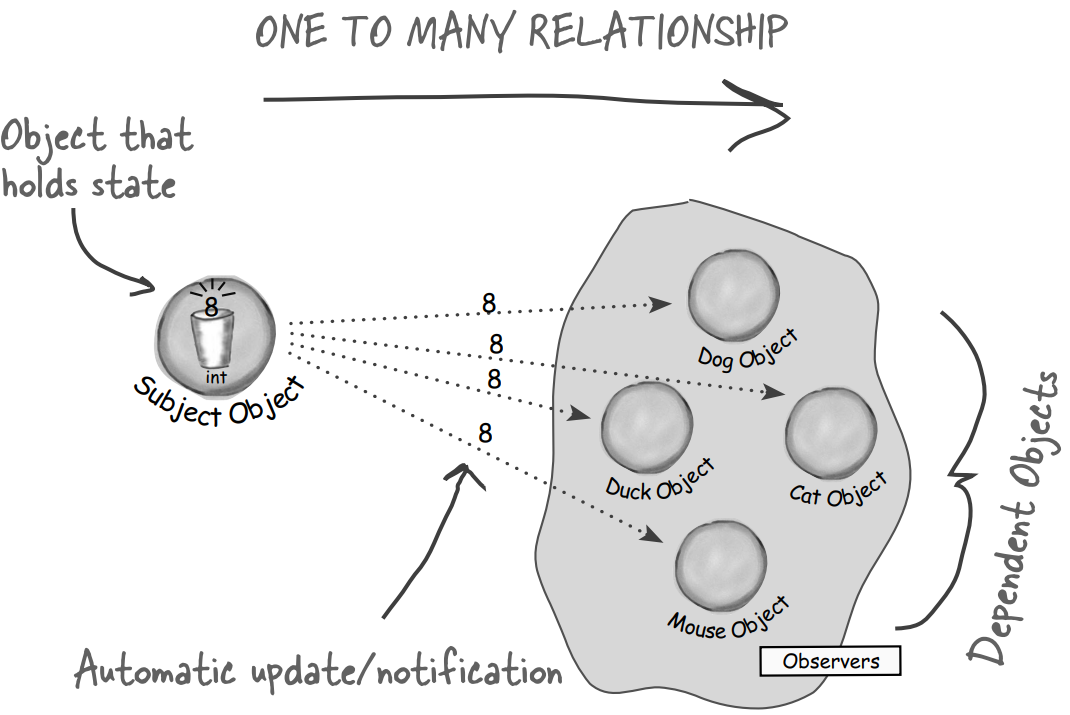 ONE TO MANY RELATIONSHIP
Object that
holds state
8
int
Subject Object
8
8
8
8
Dog Object
Duck Object
Cat Object
Mouse Object
Observers
Dependent Objects
Automatic update/notification